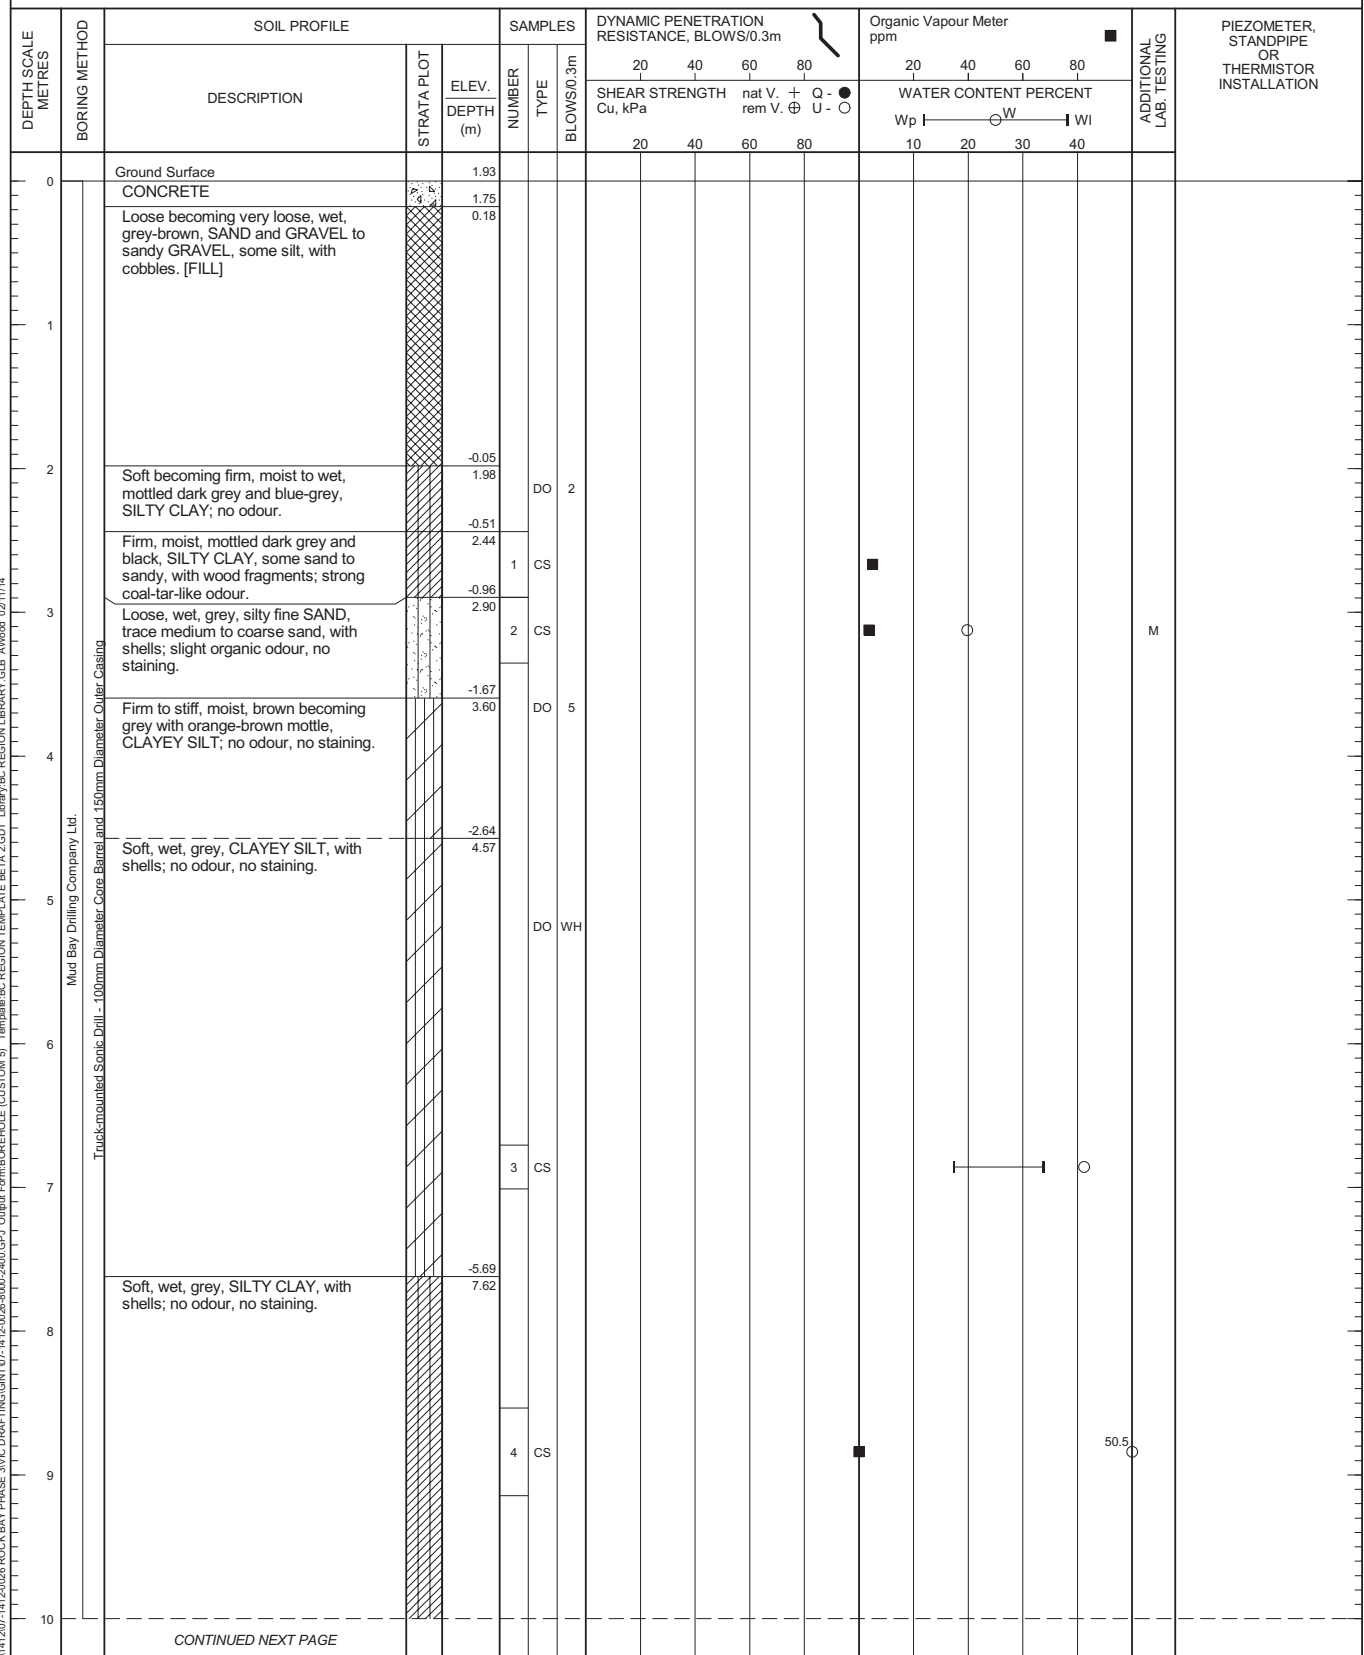 DEPTH SCALE
METRES
BORING METHOD
SOIL PROFILE
DESCRIPTION
STRATA PLOT
ELEV.
DEPTH
(m)
SAMPLES
NUMBER
TYPE
BLOWS/0.3m
DYNAMIC PENETRATION
RESISTANCE, BLOWS/0.3m
20 40 60 80
SHEAR STRENGTH nat V. + Q - ●
Cu, kPa rem V. ⊕ U - ○
20 40 60 80
Organic Vapour Meter
ppm ■
20 40 60 80
WATER CONTENT PERCENT
Wp W Wl
10 20 30 40
ADDITIONAL
LAB. TESTING
PIEZOMETER,
STANDPIPE
OR
THERMISTOR
INSTALLATION
Mud Bay Drilling Company Ltd.
Truck-mounted Sonic Drill - 100mm Diameter Core Barrel and 150mm Diameter Outer Casing
0
Ground Surface 1.93
CONCRETE
1.75
0.18
Loose becoming very loose, wet,
grey-brown, SAND and GRAVEL to
sandy GRAVEL, some silt, with
cobbles. [FILL]
1
-0.05
2
1.98
Soft becoming firm, moist to wet,
mottled dark grey and blue-grey,
SILTY CLAY; no odour.
DO 2
-0.51
2.44
Firm, moist, mottled dark grey and
black, SILTY CLAY, some sand to
sandy, with wood fragments; strong
coal-tar-like odour.
1 CS
-0.96
2.90
3
Loose, wet, grey, silty fine SAND,
trace medium to coarse sand, with
shells; slight organic odour, no
staining.
2 CS
M
-1.67
3.60
DO 5
Firm to stiff, moist, brown becoming
grey with orange-brown mottle,
CLAYEY SILT; no odour, no staining.
4
-2.64
4.57
Soft, wet, grey, CLAYEY SILT, with
shells; no odour, no staining.
5
DO WH
6
3 CS
7
-5.69
7.62
Soft, wet, grey, SILTY CLAY, with
shells; no odour, no staining.
8
4 CS
50.5
9
10
CONTINUED NEXT PAGE